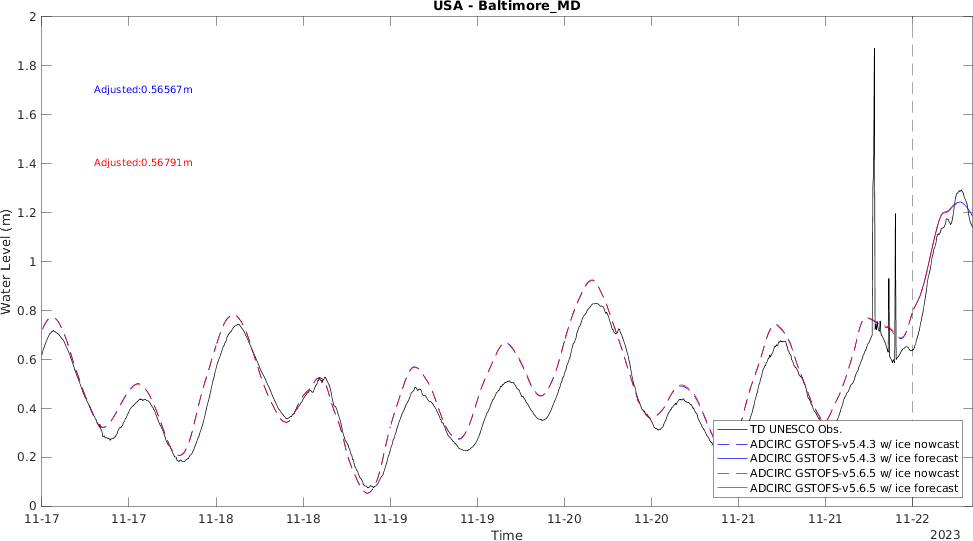 USA - Baltimore_MD
2
1.8
1.6
1.4
1.2
1
0.8
0.6
0.4
0.2
0
Water Level (m)
Adjusted:0.56567m
Adjusted:0.56791m
TD UNESCO Obs.
ADCIRC GSTOFS-v5.4.3 w/ ice nowcast
ADCIRC GSTOFS-v5.4.3 w/ ice forecast
ADCIRC GSTOFS-v5.6.5 w/ ice nowcast
ADCIRC GSTOFS-v5.6.5 w/ ice forecast
11-17 11-17 11-18 11-18 11-19 11-19 11-20 11-20 11-21 11-21 11-22
Time
2023